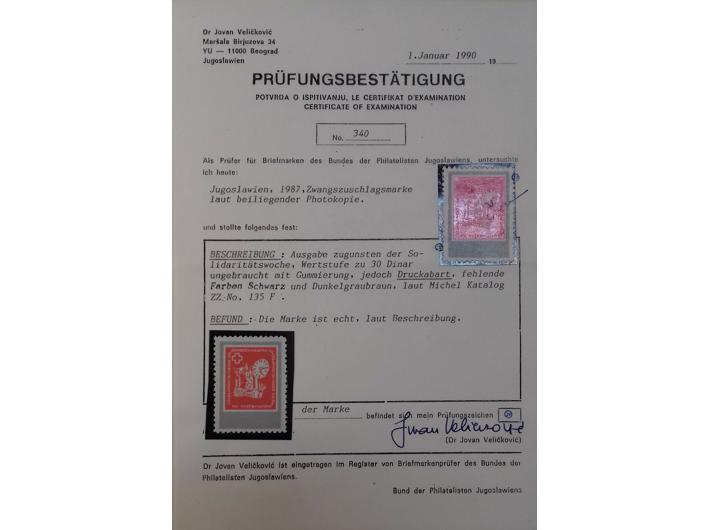 Dr Jovan Veličković
Maršala Birjuzova 34
YU — 11000 Beograd
Jugoslawien
1.Januar 1990 19
PRÜFUNGSBESTÄTIGUNG
POTVRDA O ISPITIVANJU, LE CERTIFIKAT D'EXAMINATION
CERTIFICATE OF EXAMINATION
No. 340
Als Prüfer für Briefmarken des Bundes der Philatelisten Jugoslawiens, untersuchte
ich heute:
Jugoslawien, 1987,Zwangszuschlagsmarke
laut beiliegender Photokopie.
und stollte folgendes fest:
BESCHREIBUNG : Ausgabe zugunsten der So-
lidaritätswoche, Wertstufe zu 30 Dinar
ungebraucht mit Gummierung, jedoch Druckabart, fehlende
Farben Schwarz und Dunkelgraubraun, laut Michel Katalog
ZZ.No. 135 F .
BEFUND : Die Marke ist echt, laut Beschreibung.
der Marke befindet sich mein Prüfungszeichen
Jovan Veličković
(Dr Jovan Veličković)
Dr Jovan Veličković ist eingetragen im Register von Briefmarkenprüfer des Bundes der
Philatelisten Jugoslawiens.
Bund der Philatelisten Jugoslawiens